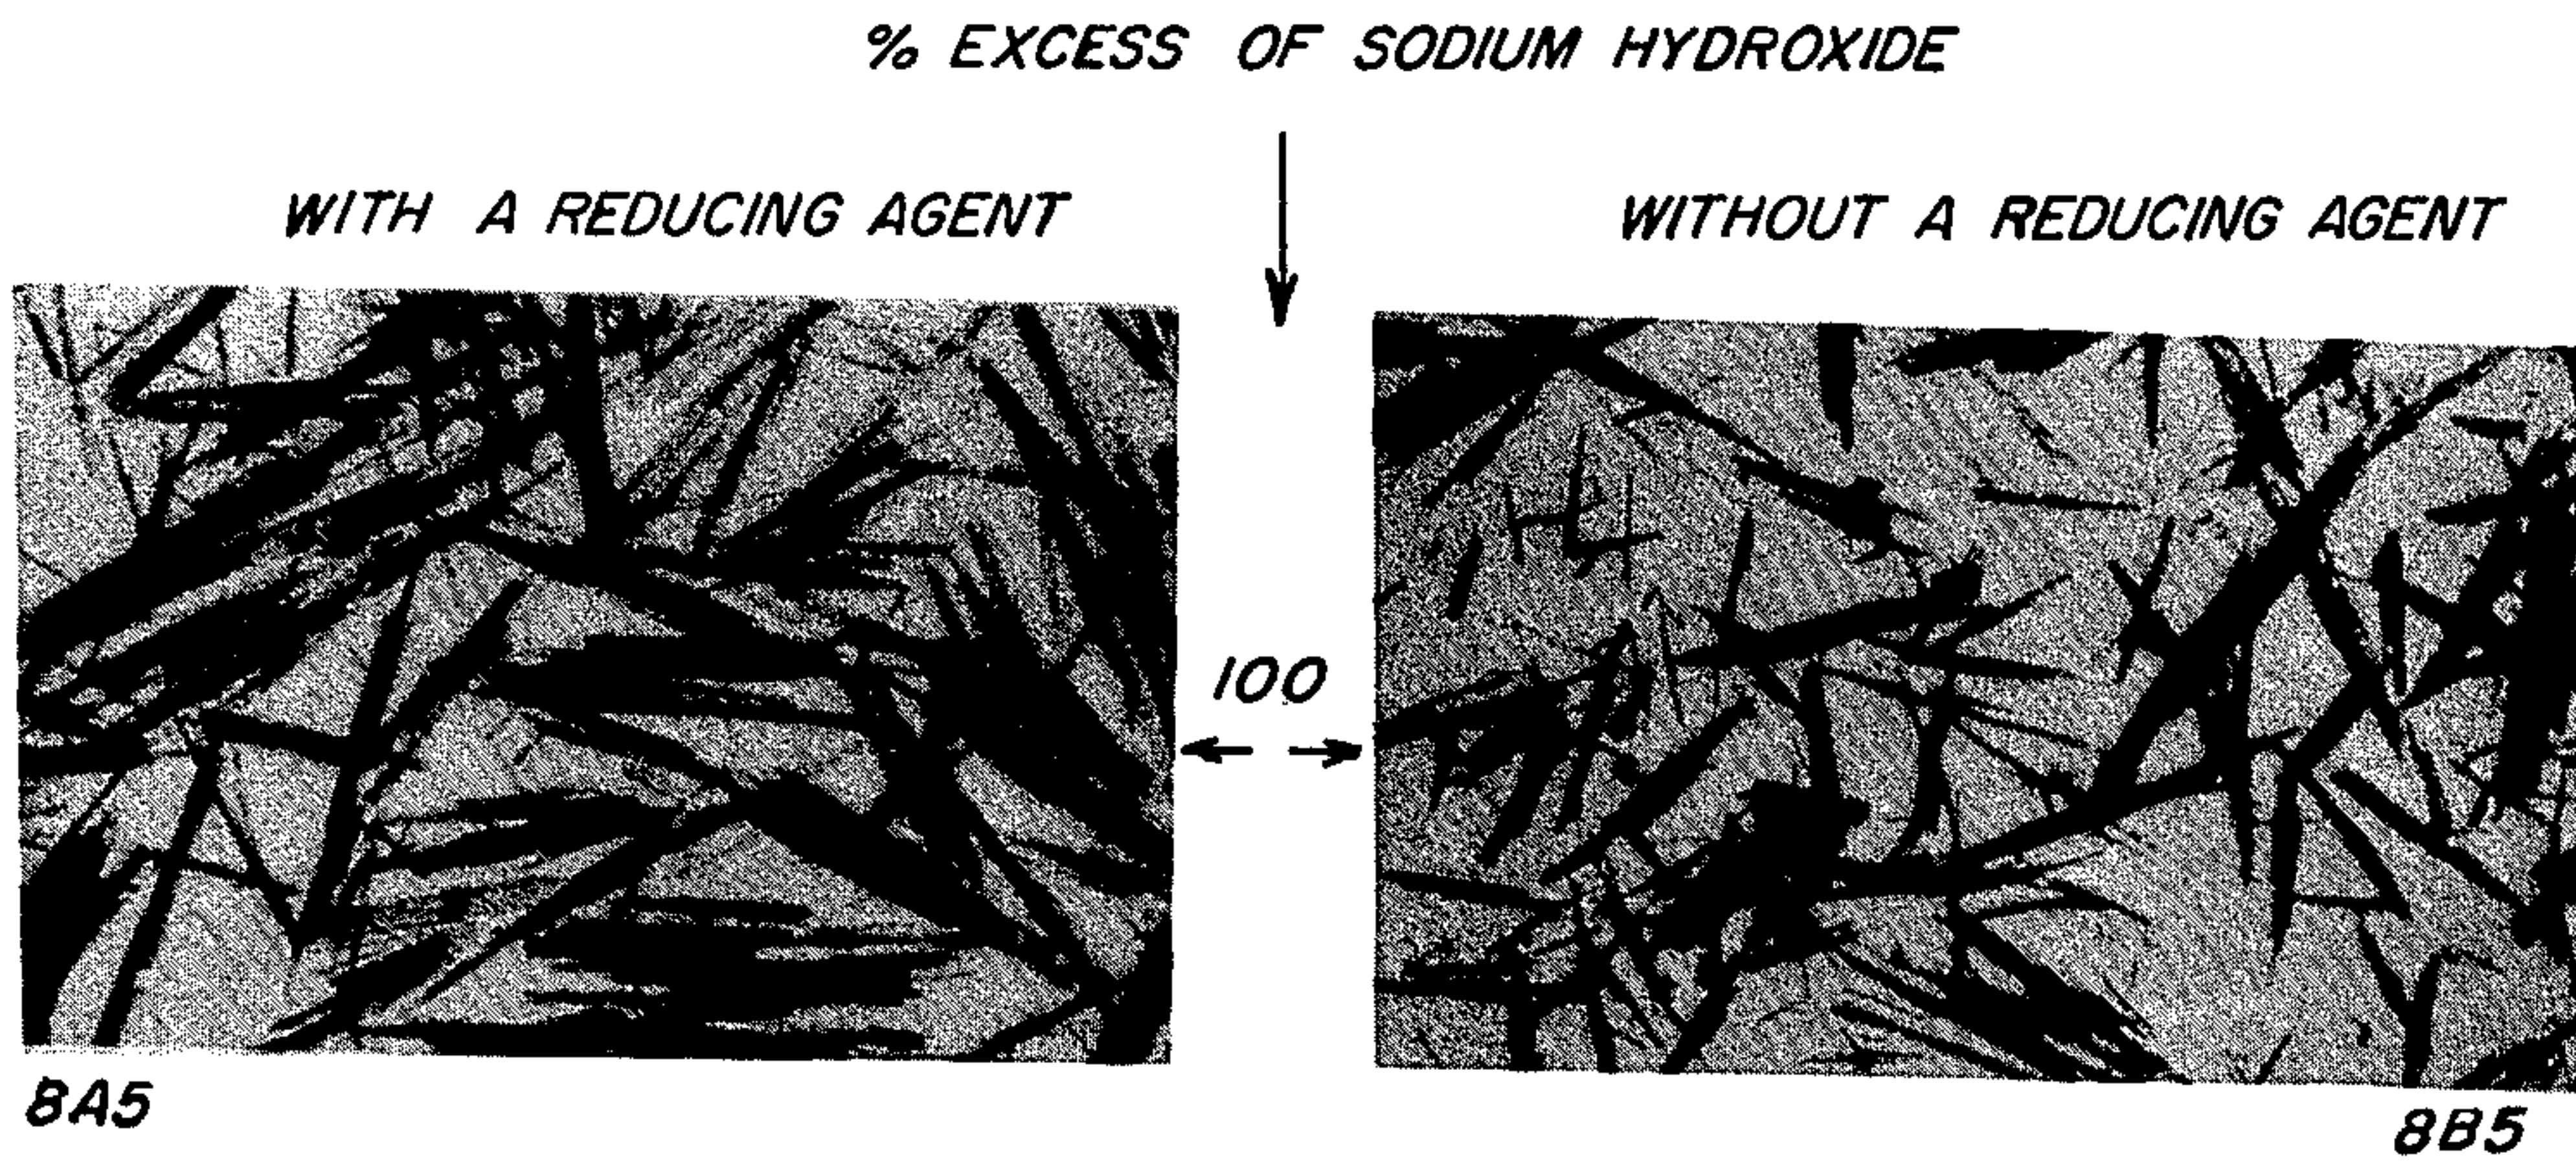 % EXCESS OF SODIUM HYDROXIDE
WITH A REDUCING AGENT
WITHOUT A REDUCING AGENT
100
8A5
8B5